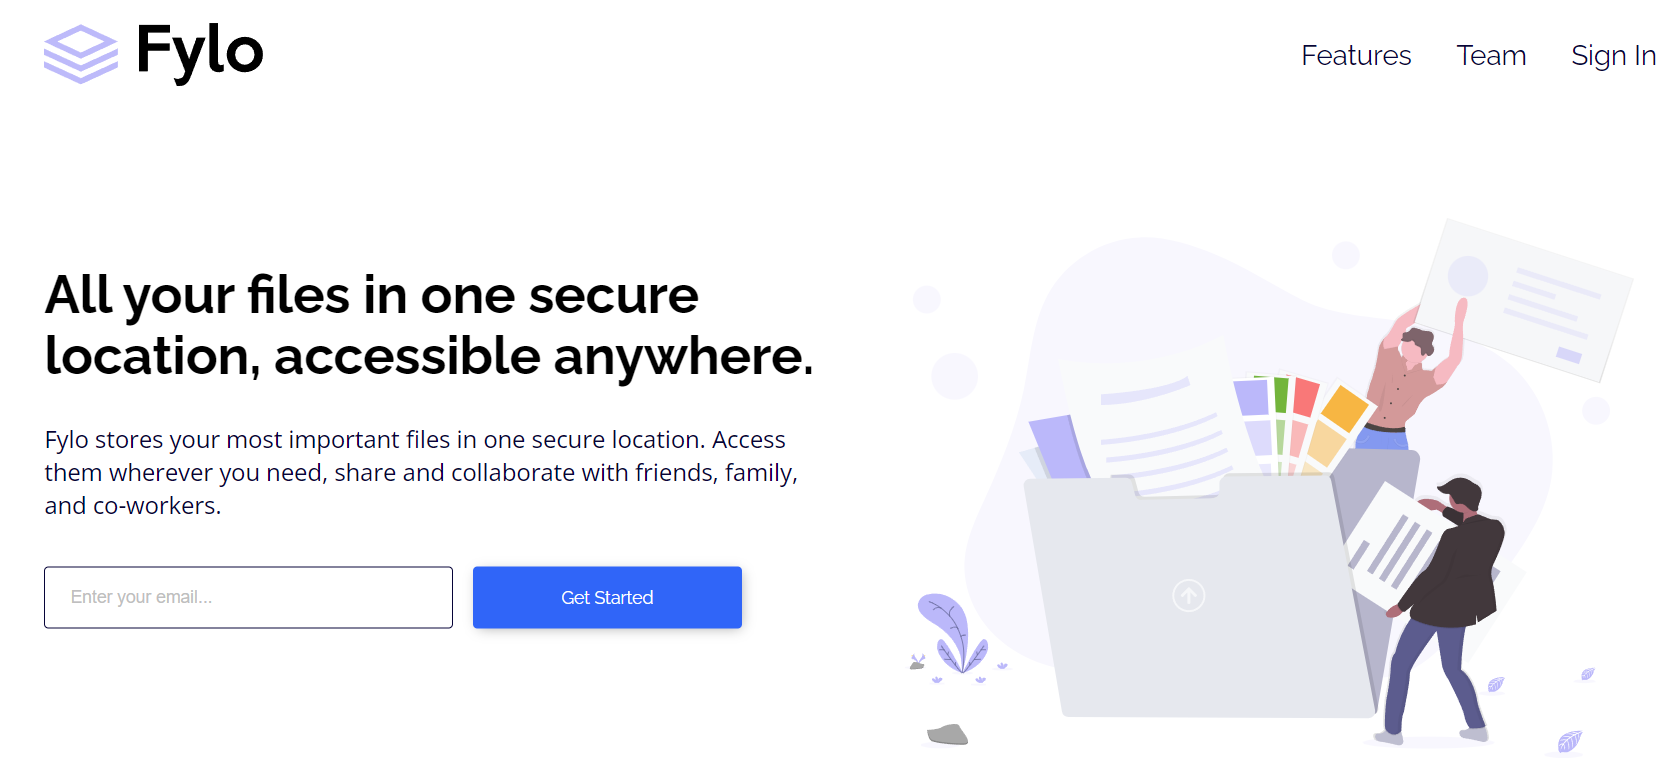 Fylo
Features Team Sign In
All your files in one secure
location, accessible anywhere.
Fylo stores your most important files in one secure location. Access
them wherever you need, share and collaborate with friends, family,
and co-workers.
Enter your email...
Get Started